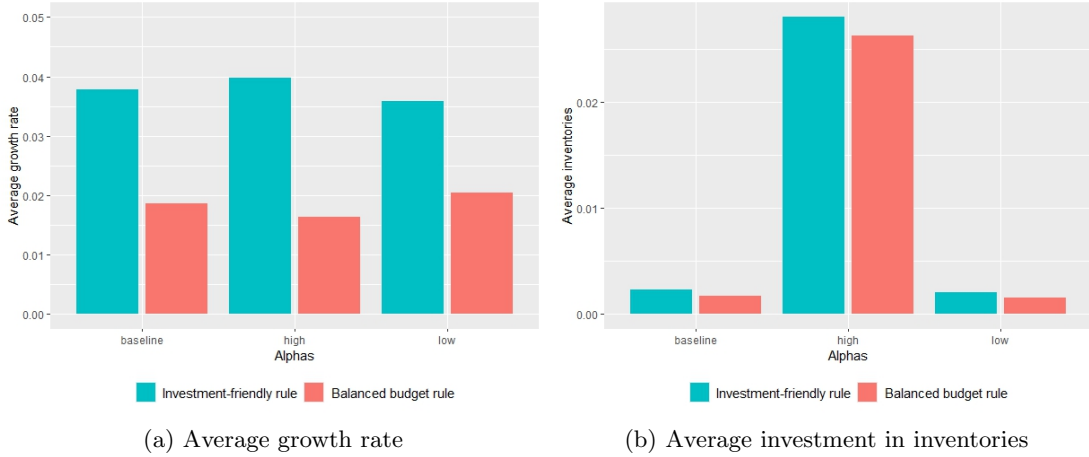 0.05
0.04
0.03
0.02
0.01
0.00
Average growth rate
baseline high low
Alphas
Investment-friendly rule Balanced budget rule
(a) Average growth rate
0.02
0.01
0.00
Average inventories
baseline high low
Alphas
Investment-friendly rule Balanced budget rule
(b) Average investment in inventories